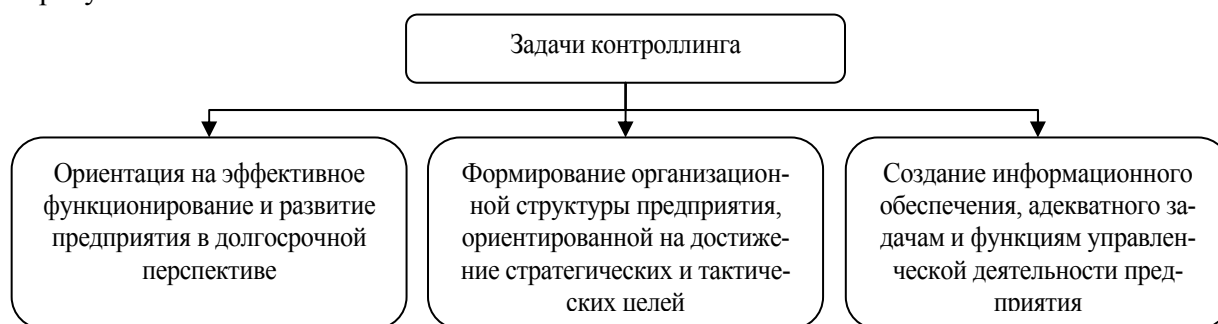 Задачи контроллинга
Ориентация на эффективное
функционирование и развитие
предприятия в долгосрочной
перспективе
Формирование организацион-
ной структуры предприятия,
ориентированной на достиже-
ние стратегических и тактиче-
ских целей
Создание информационного
обеспечения, адекватного за-
дачам и функциям управлен-
ческой деятельности пред-
приятия